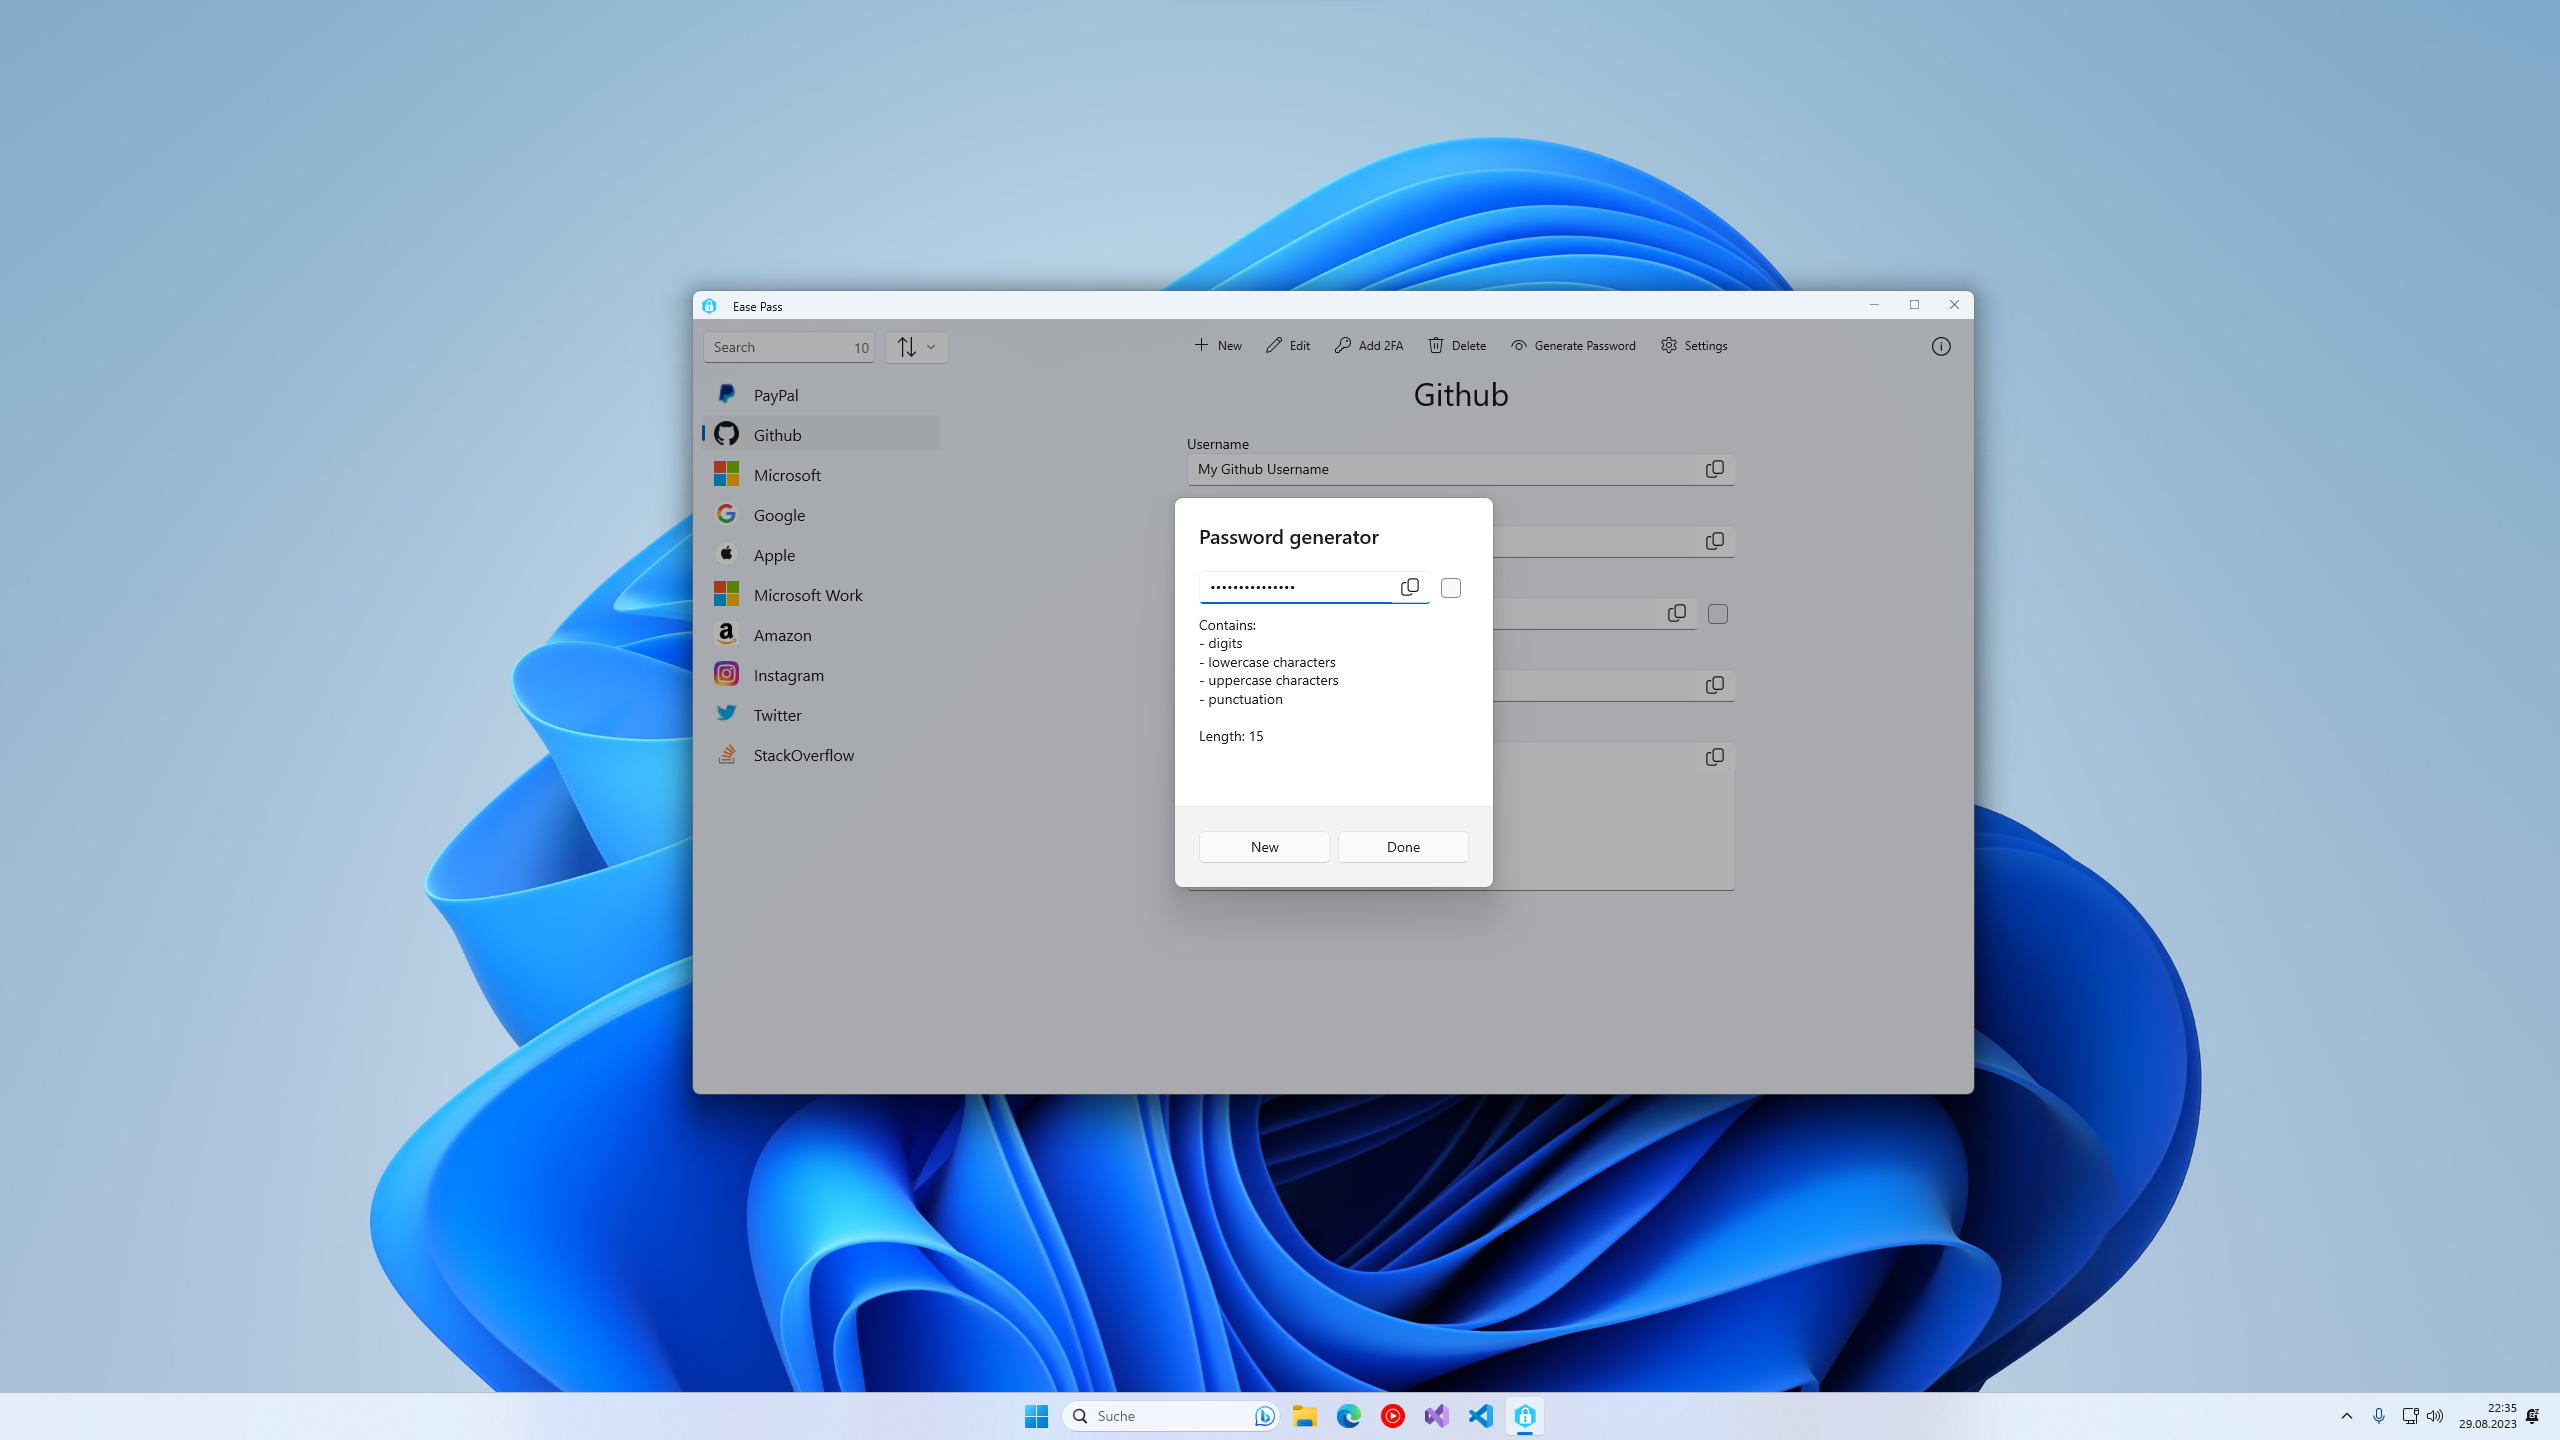 Ease Pass
Search 10
New Edit Add 2FA Delete Generate Password Settings
PayPal
Github
Microsoft
Google
Apple
Microsoft Work
Amazon
Instagram
Twitter
StackOverflow
Github
Username
My Github Username
Password generator
•••••••••••••••
Contains:
- digits
- lowercase characters
- uppercase characters
- punctuation
Length: 15
New Done
Suche
22:35
29.08.2023